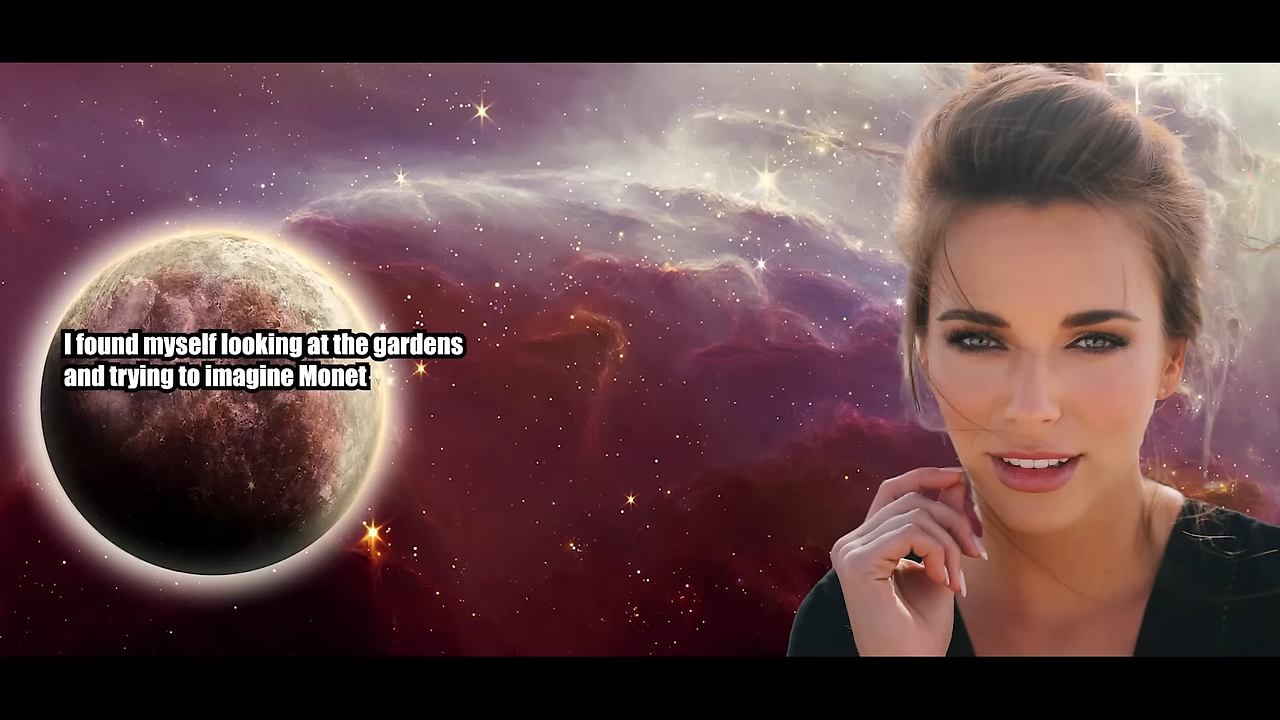 I found myself looking at the gardens
and trying to imagine Monet